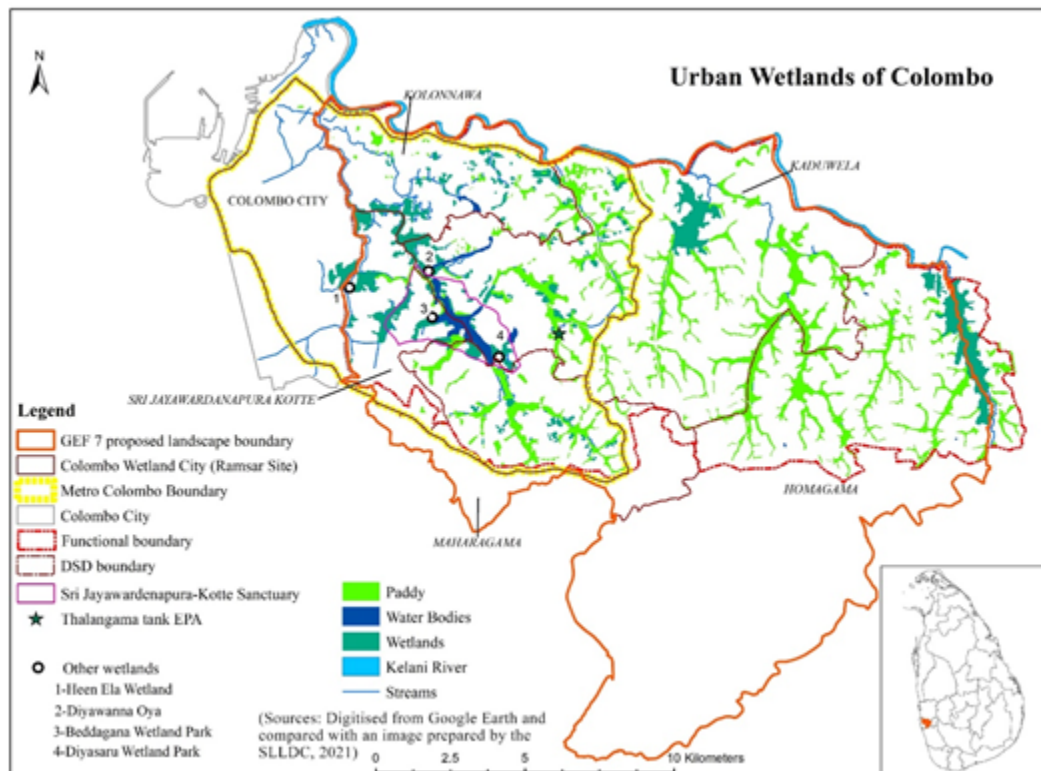 N
Urban Wetlands of Colombo
KOLONNAWA
KADUWELA
COLOMBO CITY
2
1
3
4
SRI JAYAWARDANAPURA KOTTE
HOMAGAMA
MAHARAGAMA
Legend
GEF 7 proposed landscape boundary
Colombo Wetland City (Ramsar Site)
Metro Colombo Boundary
Colombo City
Functional boundary
DSD boundary
Sri Jayawardenapura-Kotte Sanctuary
Thalangama tank EPA
Other wetlands
1-Heen Ela Wetland
2-Diyawanna Oya
3-Beddagana Wetland Park
4-Diyasaru Wetland Park
Paddy
Water Bodies
Wetlands
Kelani River
Streams
(Sources: Digitised from Google Earth and
compared with an image prepared by the
SLLDC, 2021)
0 2.5 5 10 Kilometers